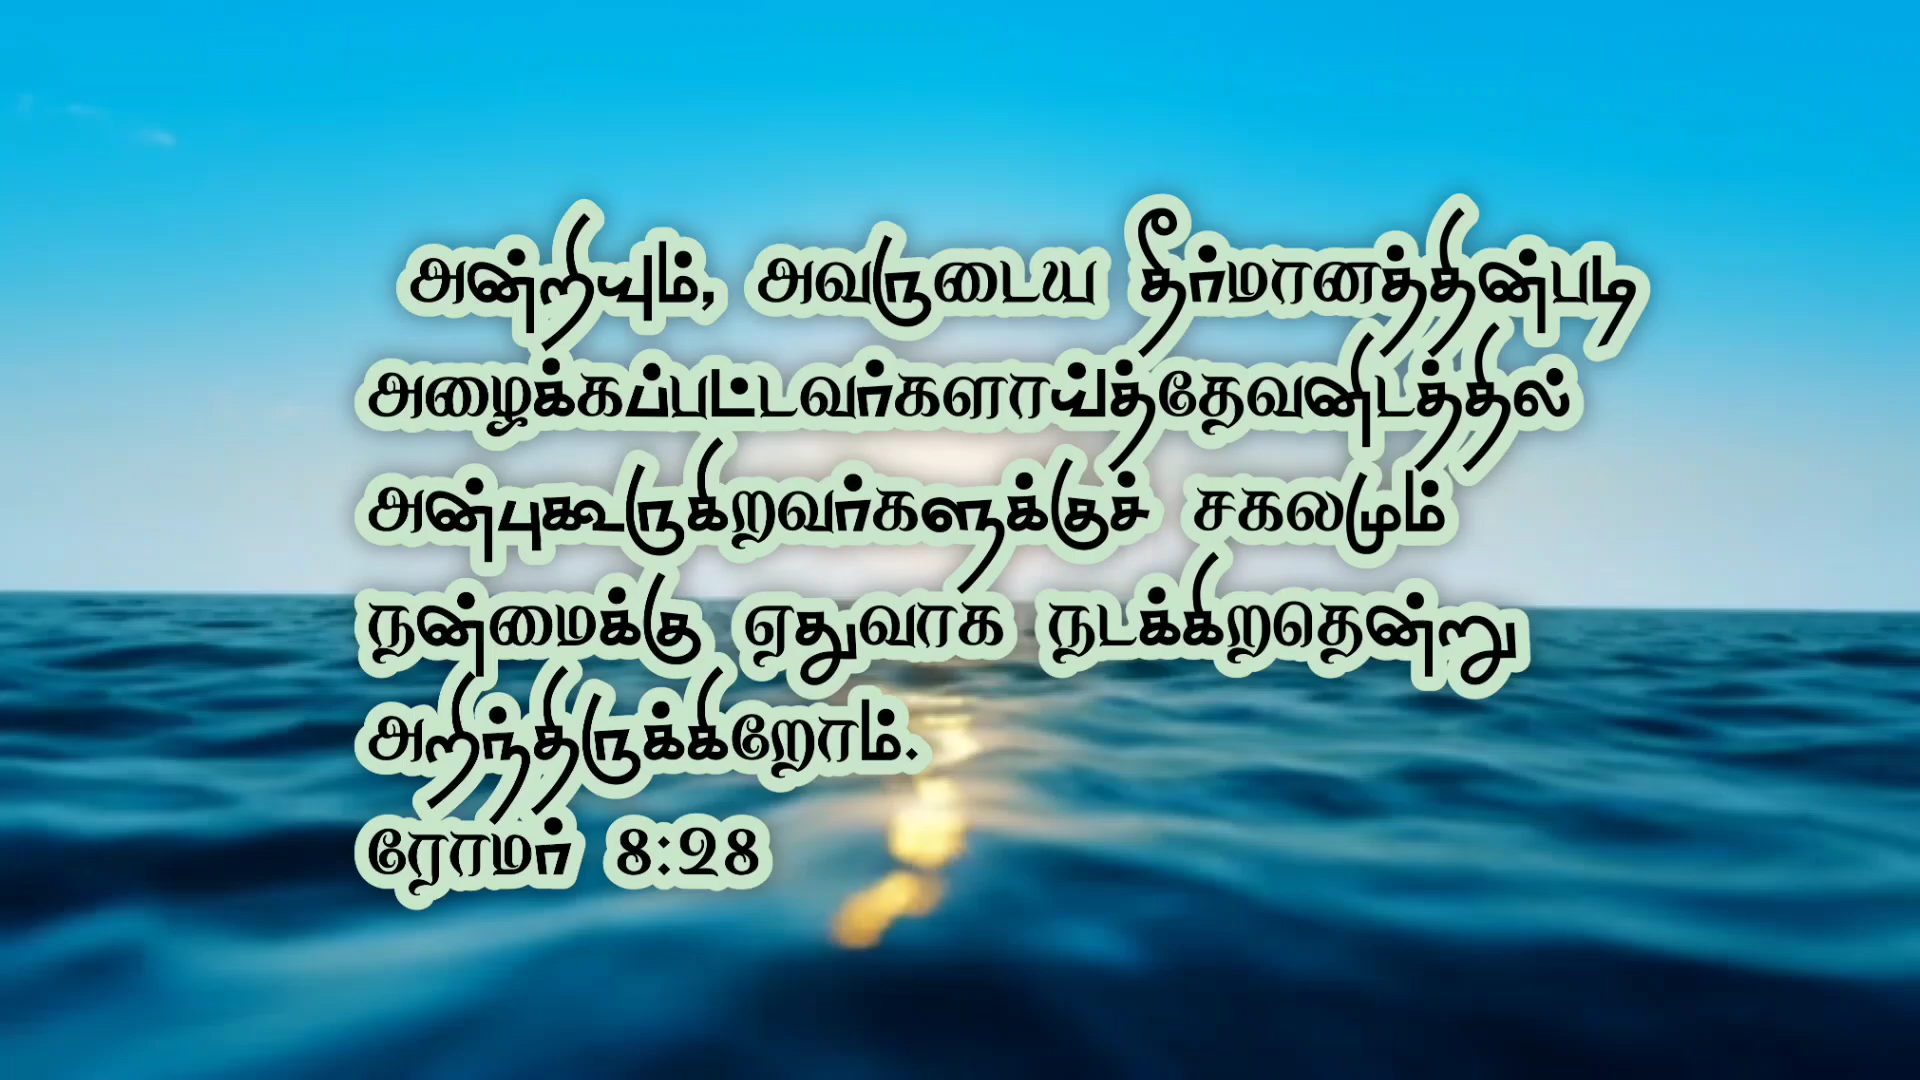 அன்றியும், அவருடைய தீர்மானத்தின்படி
அழைக்கப்பட்டவர்களாய்த்தேவனிடத்தில்
அன்புகூருகிறவர்களுக்குச் சகலமும்
நன்மைக்கு ஏதுவாக நடக்கிறதென்று
அறிந்திருக்கிறோம்.
ரோமர் 8:28